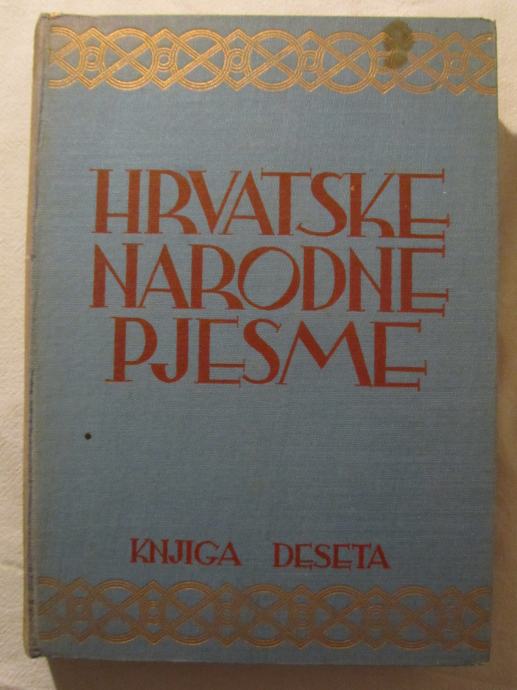 HRVATSKE
NARODNE
PJESME
KNJIGA DESETA